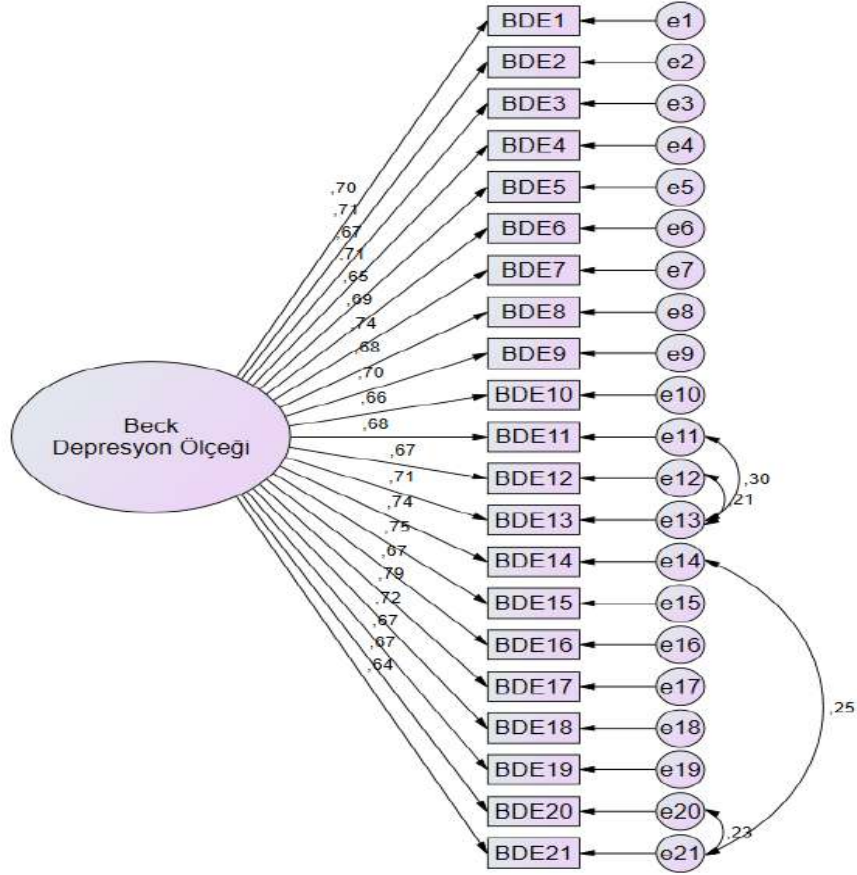 BDE1 e1
BDE2 e2
BDE3 e3
BDE4 e4
,70 BDE5 e5
,71
,67 BDE6 e6
,71
,65 BDE7 e7
,69
,74 BDE8 e8
,68 BDE9 e9
,70
,66 BDE10 e10
Beck
,68 BDE11 e11
Depresyon Ölçeği
,67 BDE12 e12 ,30
,21
,71 BDE13 e13
,74
,75 BDE14 e14
,67
,79 BDE15 e15
,72
,67 BDE16 e16
,67
,64 BDE17 e17
,25
BDE18 e18
BDE19 e19
BDE20 e20
,23
BDE21 e21